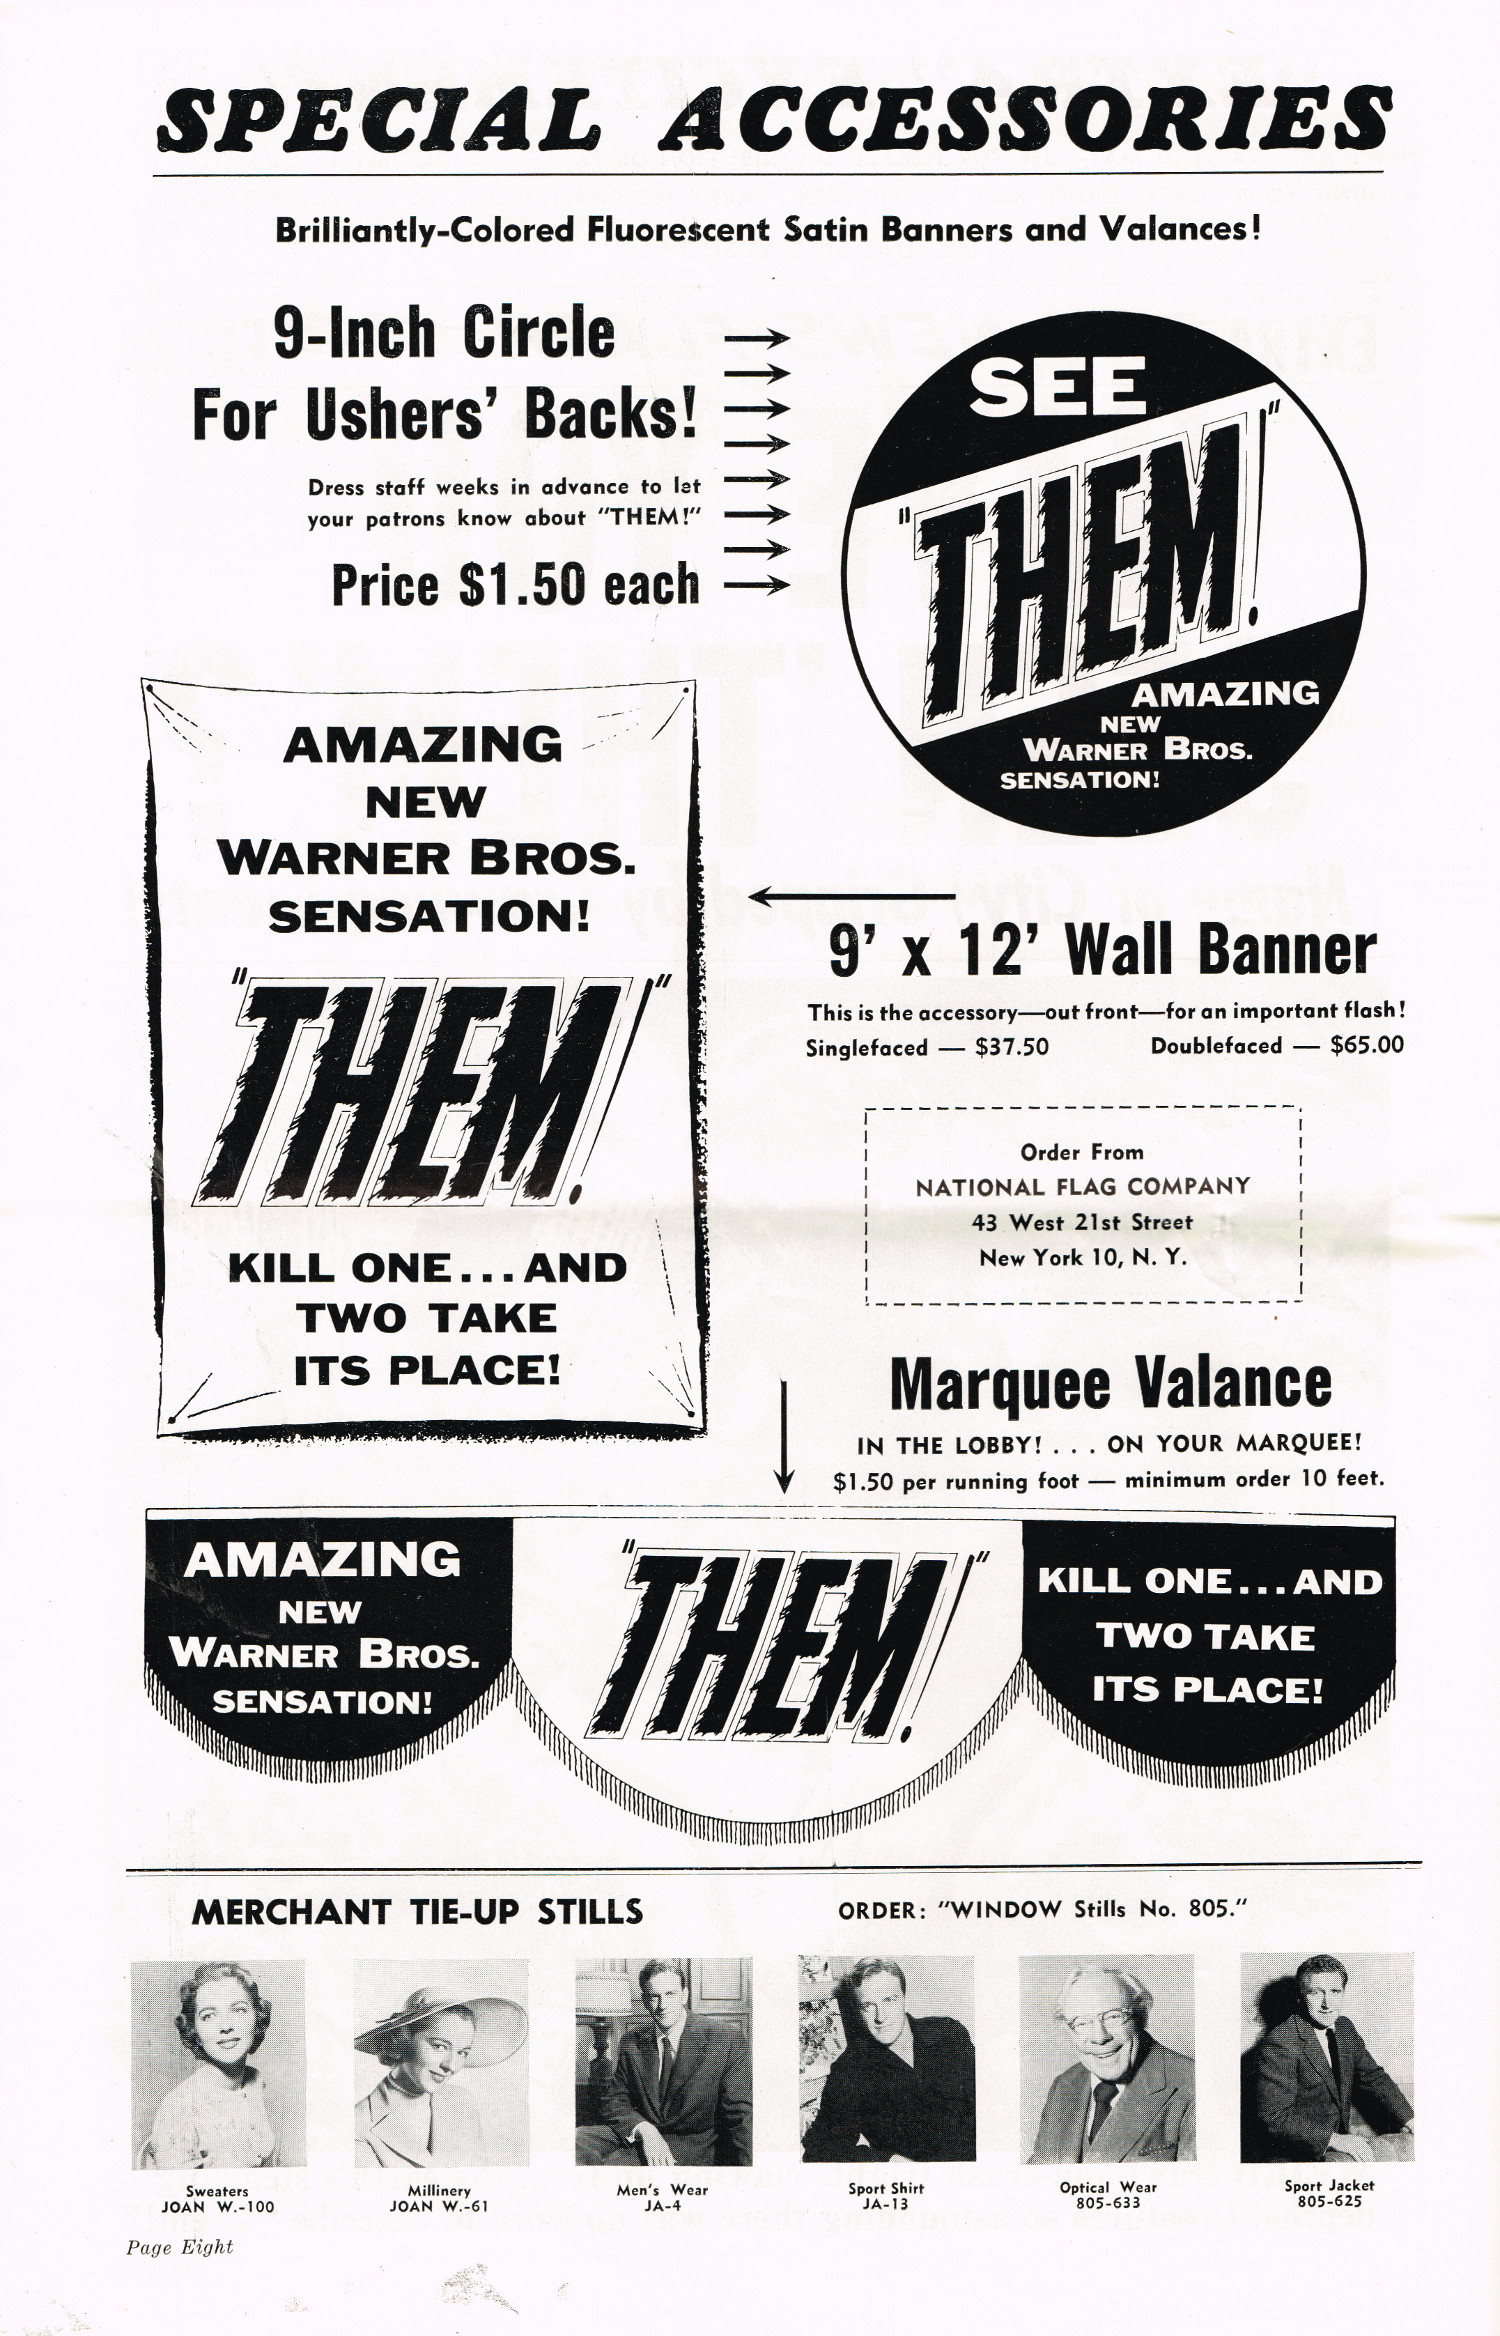 SPECIAL ACCESSORIES
Brilliantly-Colored Fluorescent Satin Banners and Valances!
9-Inch Circle
For Ushers' Backs!
Dress staff weeks in advance to let
your patrons know about "THEM!"
Price $1.50 each
SEE
"THEM!"
AMAZING
NEW
WARNER BROS.
SENSATION!
AMAZING
NEW
WARNER BROS.
SENSATION!
"THEM!"
KILL ONE...AND
TWO TAKE
ITS PLACE!
9' x 12' Wall Banner
This is the accessory—out front—for an important flash!
Singlefaced — $37.50 Doublefaced — $65.00
Order From
NATIONAL FLAG COMPANY
43 West 21st Street
New York 10, N. Y.
Marquee Valance
IN THE LOBBY! . . . ON YOUR MARQUEE!
$1.50 per running foot — minimum order 10 feet.
AMAZING
NEW
WARNER BROS.
SENSATION!
"THEM!"
KILL ONE...AND
TWO TAKE
ITS PLACE!
MERCHANT TIE-UP STILLS
ORDER: "WINDOW Stills No. 805."
Sweaters
JOAN W.-100
Millinery
JOAN W.-61
Men's Wear
JA-4
Sport Shirt
JA-13
Optical Wear
805-633
Sport Jacket
805-625
Page Eight